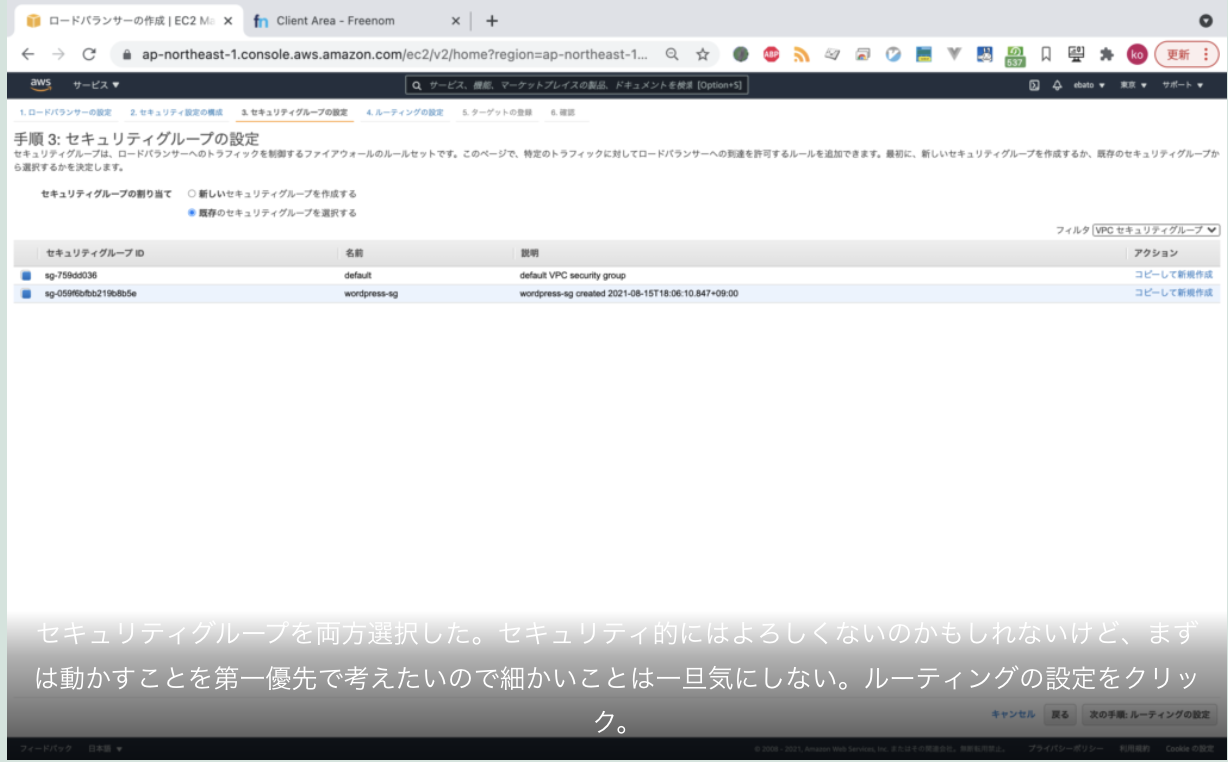 ロードバランサーの作成 | EC2 Ma
Client Area - Freenom
ap-northeast-1.console.aws.amazon.com/ec2/v2/home?region=ap-northeast-1...
ABP
537
ko
更新
aws
サービス
サービス、機能、マーケットプレイスの製品、ドキュメントを検索 [Option+S]
ebato
東京
サポート
1. ロードバランサーの設定 2. セキュリティ設定の構成 3. セキュリティグループの設定 4. ルーティングの設定 5. ターゲットの登録 6. 確認
手順 3: セキュリティグループの設定
セキュリティグループは、ロードバランサーへのトラフィックを制御するファイアウォールのルールセットです。このページで、特定のトラフィックに対してロードバランサーへの到達を許可するルールを追加できます。最初に、新しいセキュリティグループを作成するか、既存のセキュリティグループか
ら選択するかを決定します。
セキュリティグループの割り当て 新しいセキュリティグループを作成する
既存のセキュリティグループを選択する
フィルタ VPC セキュリティグループ
セキュリティグループ ID 名前 説明 アクション
sg-759dd036 default default VPC security group コピーして新規作成
sg-059f6bfbb219b8b5e wordpress-sg wordpress-sg created 2021-08-15T18:06:10.847+09:00 コピーして新規作成
セキュリティグループを両方選択した。セキュリティ的にはよろしくないのかもしれないけど、まず
は動かすことを第一優先で考えたいので細かいことは一旦気にしない。ルーティングの設定をクリッ
ク。
キャンセル 戻る 次の手順: ルーティングの設定
フィードバック 日本語 © 2008 - 2021, Amazon Web Services, Inc. またはその関連会社。無断転用禁止。 プライバシーポリシー 利用規約 Cookie の設定